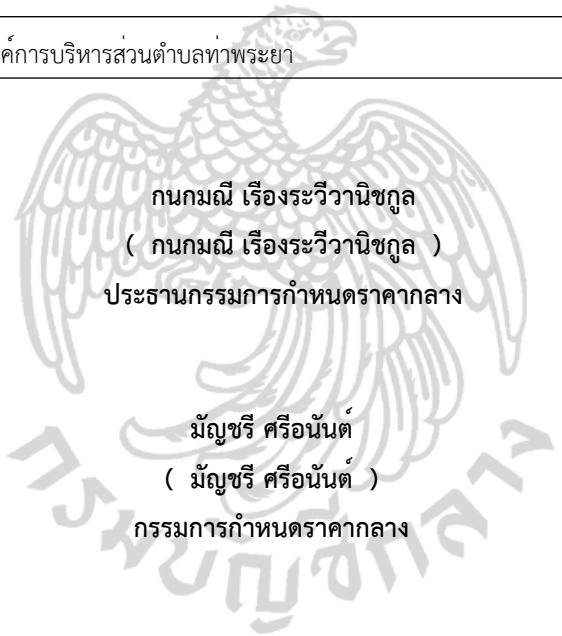 ค์การบริหารส่วนตำบลท่าพระยา
กนกมณี เรืองระวีวานิชกูล
( กนกมณี เรืองระวีวานิชกูล )
ประธานกรรมการกำหนดราคากลาง
มัญชรี ศรีอนันต์
( มัญชรี ศรีอนันต์ )
กรรมการกำหนดราคากลาง
กรมบัญชีกลาง